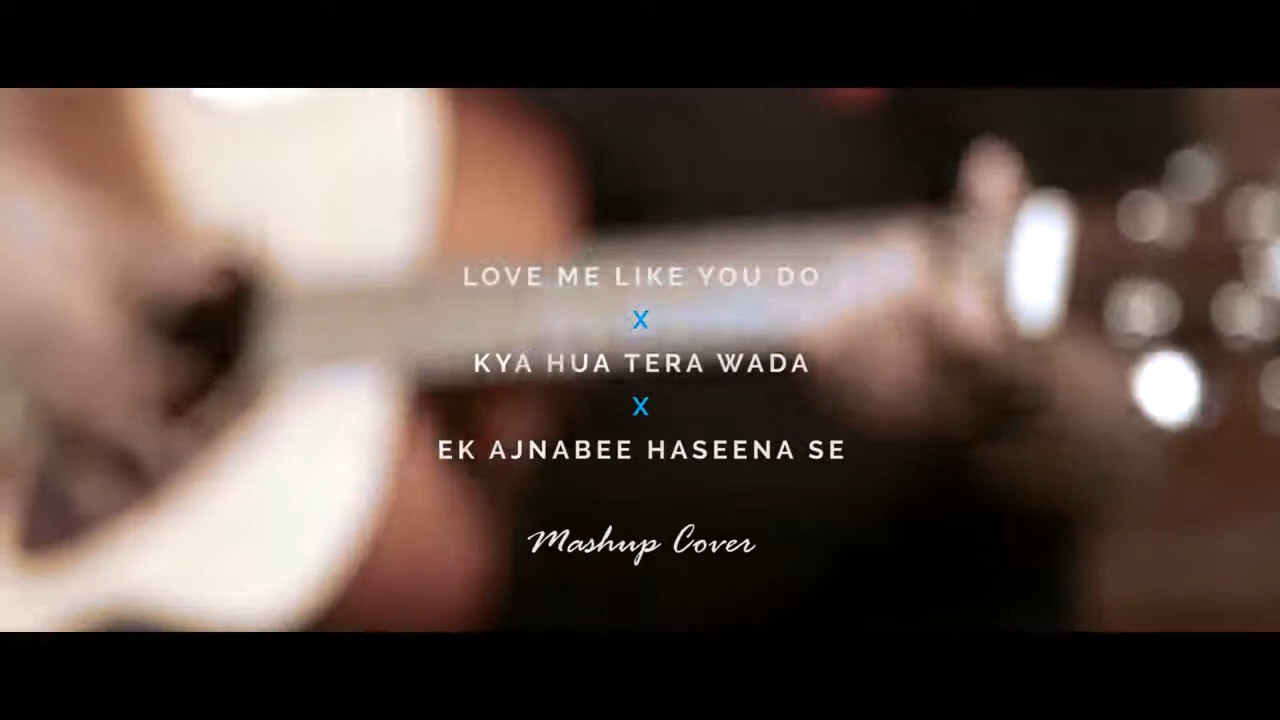 LOVE ME LIKE YOU DO
X
KYA HUA TERA WADA
X
EK AJNABEE HASEENA SE
Mashup Cover